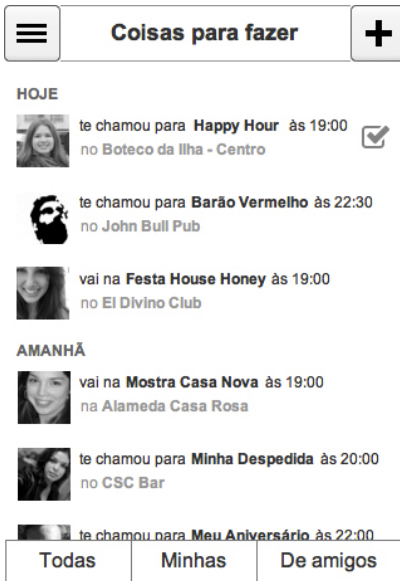 Coisas para fazer
HOJE
te chamou para Happy Hour às 19:00
no Boteco da Ilha - Centro
te chamou para Barão Vermelho às 22:30
no John Bull Pub
vai na Festa House Honey às 19:00
no El Divino Club
AMANHÃ
vai na Mostra Casa Nova às 19:00
na Alameda Casa Rosa
te chamou para Minha Despedida às 20:00
no CSC Bar
te chamou para Meu Aniversário às 22:00
Todas Minhas De amigos